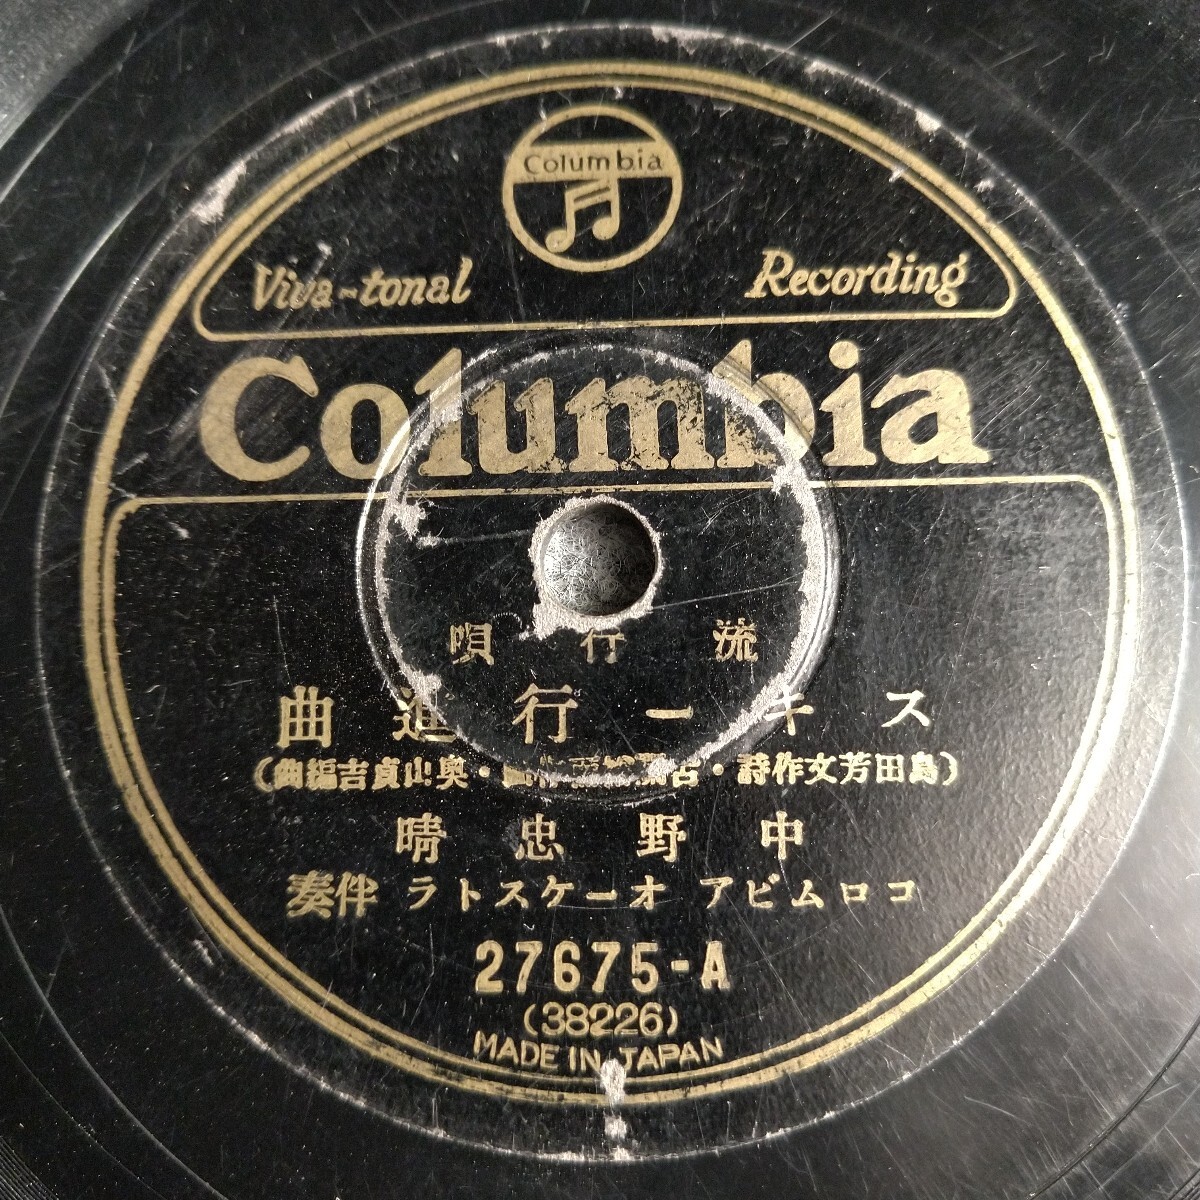 Columbia
Viva-tonal Recording
Columbia
流行唄
スキー行進曲
(島田芳文作詩・古 ・奥山貞吉編曲)
中野忠晴
コロムビア オーケストラ 伴奏
27675-A
(38226)
MADE IN JAPAN